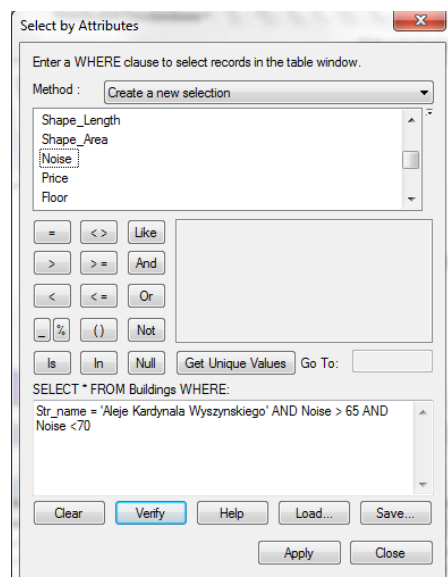 Select by Attributes
Enter a WHERE clause to select records in the table window.
Method : Create a new selection
Shape_Length
Shape_Area
Noise
Price
Floor
= < > Like
> > = And
< < = Or
_ % () Not
Is In Null Get Unique Values Go To:
SELECT * FROM Buildings WHERE:
Str_name = 'Aleje Kardynala Wyszynskiego' AND Noise > 65 AND
Noise <70
Clear Verify Help Load... Save...
Apply Close